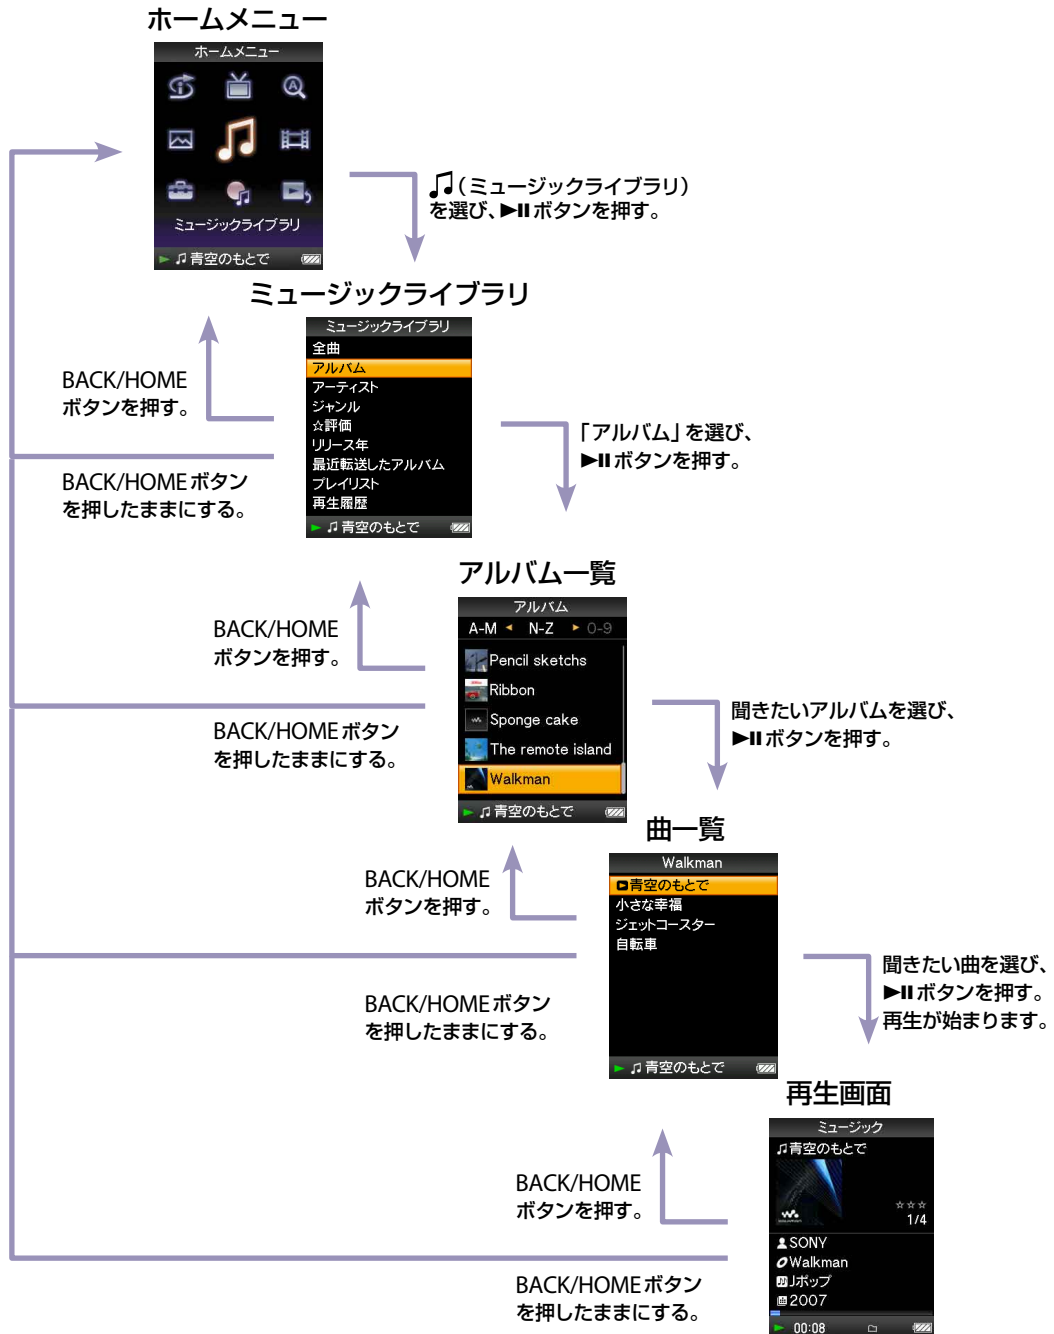 ホームメニュー
ホームメニュー
ミュージックライブラリ
青空のもとで
(ミュージックライブラリ)
を選び、►IIボタンを押す。
ミュージックライブラリ
ミュージックライブラリ
全曲
アルバム
アーティスト
ジャンル
☆評価
リリース年
最近転送したアルバム
プレイリスト
再生履歴
青空のもとで
BACK/HOME
ボタンを押す。
BACK/HOMEボタン
を押したままにする。
「アルバム」を選び、
►IIボタンを押す。
アルバム一覧
アルバム
A-M N-Z 0-9
Pencil sketchs
Ribbon
Sponge cake
The remote island
Walkman
青空のもとで
BACK/HOME
ボタンを押す。
BACK/HOMEボタン
を押したままにする。
聞きたいアルバムを選び、
►IIボタンを押す。
曲一覧
Walkman
青空のもとで
小さな幸福
ジェットコースター
自転車
青空のもとで
BACK/HOME
ボタンを押す。
BACK/HOMEボタン
を押したままにする。
聞きたい曲を選び、
►IIボタンを押す。
再生が始まります。
再生画面
ミュージック
青空のもとで
☆☆☆
1/4
SONY
Walkman
Jポップ
2007
00:08
BACK/HOME
ボタンを押す。
BACK/HOMEボタン
を押したままにする。